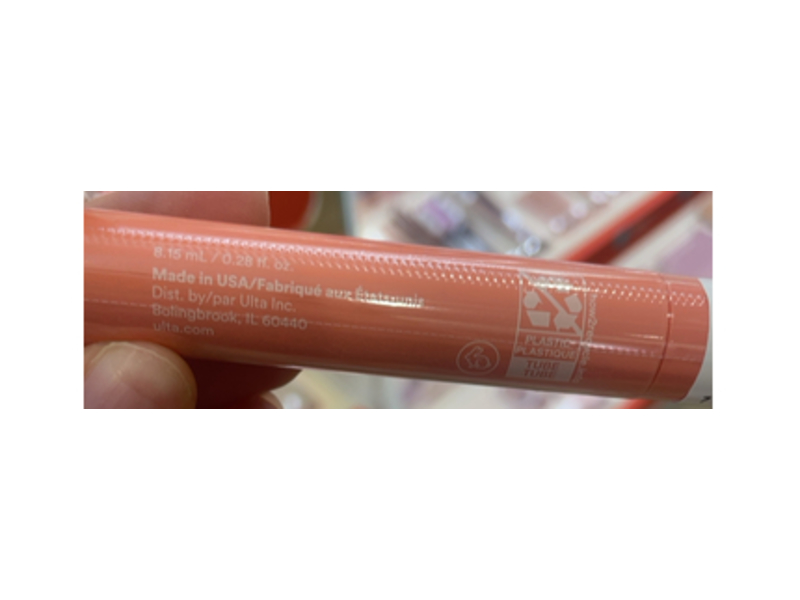 8.15 mL / 0.28 fl. oz.
Made in USA/Fabriqué aux États-Unis
Dist. by/par Ulta Inc.
Bolingbrook, IL 60440
ulta.com
PLASTIC
PLASTIQUE
TUBE
TUBE